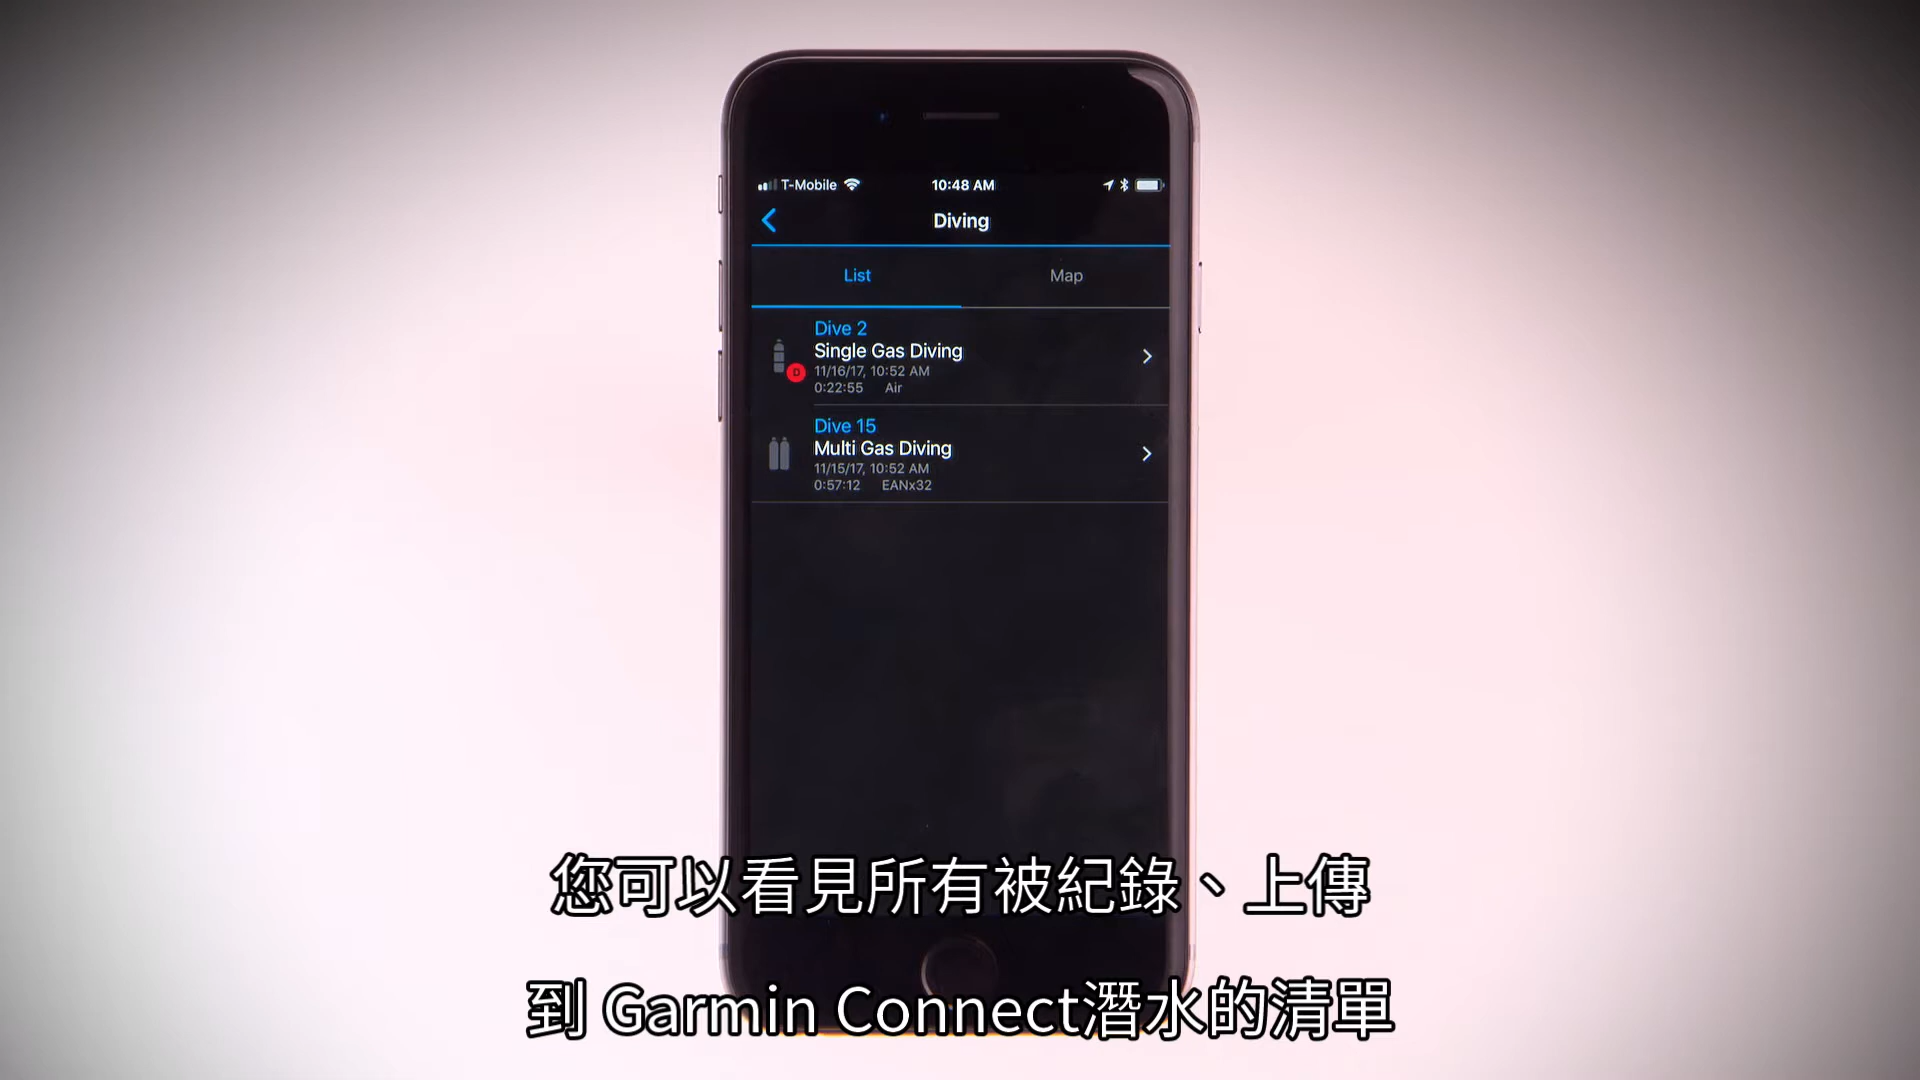 T-Mobile 10:48 AM
Diving
List Map
Dive 2
Single Gas Diving
11/16/17, 10:52 AM
0:22:55 Air
D
Dive 15
Multi Gas Diving
11/15/17, 10:52 AM
0:57:12 EANx32
您可以看見所有被紀錄、上傳
到 Garmin Connect潛水的清單